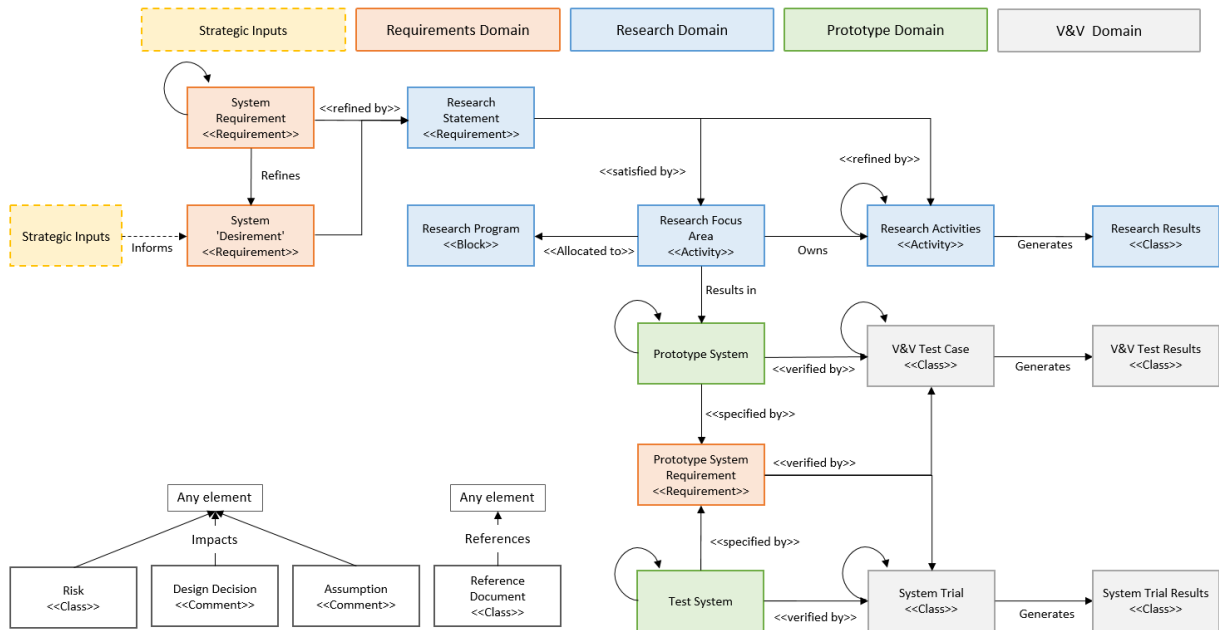 Strategic Inputs
Requirements Domain
Research Domain
Prototype Domain
V&V  Domain
System
Requirement
<<Requirement>>
<<refined by>>
Research
Statement
<<Requirement>>
Refines
<<satisfied by>>
<<refined by>>
Strategic Inputs
Informs
System
'Desirement'
<<Requirement>>
Research Program
<<Block>>
<<Allocated to>>
Research Focus
Area
<<Activity>>
Owns
Research Activities
<<Activity>>
Generates
Research Results
<<Class>>
Results in
Prototype System
<<verified by>>
V&V Test Case
<<Class>>
Generates
V&V Test Results
<<Class>>
<<specified by>>
Prototype System
Requirement
<<Requirement>>
<<verified by>>
Any element
Impacts
Any element
References
<<specified by>>
Risk
<<Class>>
Design Decision
<<Comment>>
Assumption
<<Comment>>
Reference
Document
<<Class>>
Test System
<<verified by>>
System Trial
<<Class>>
Generates
System Trial Results
<<Class>>